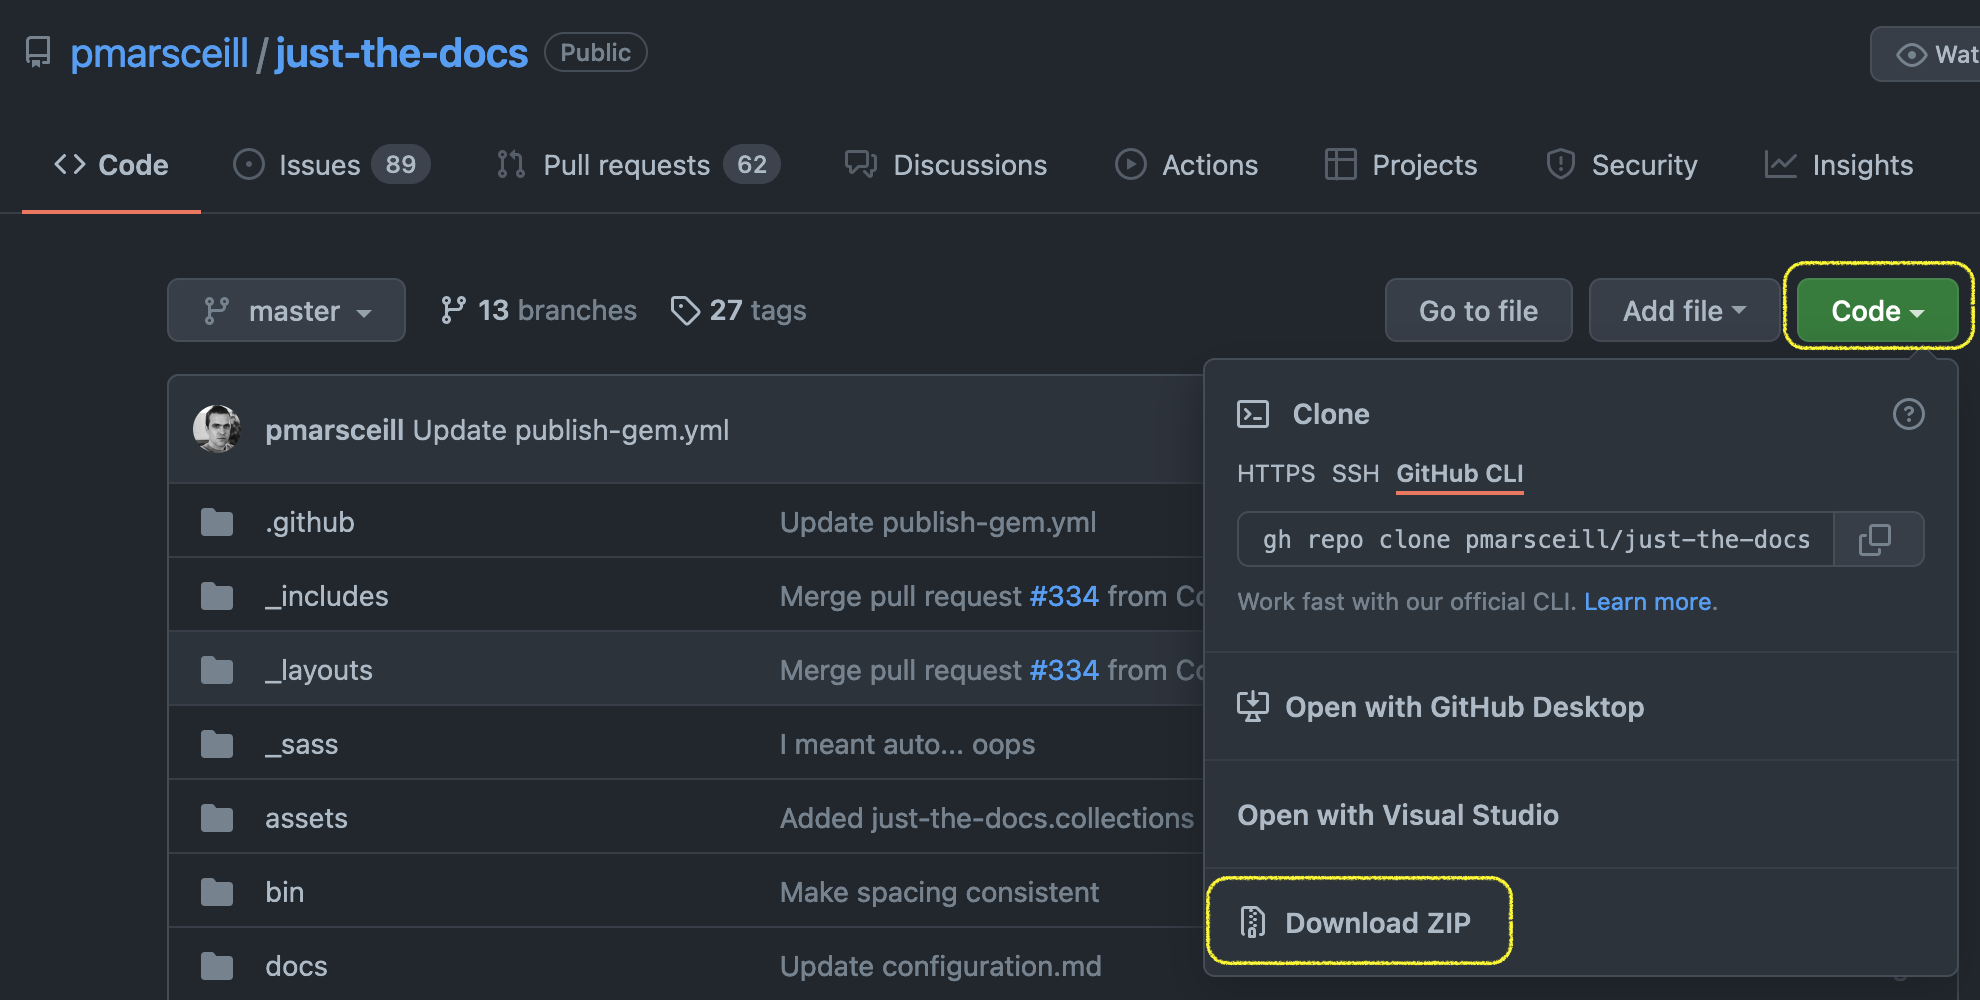 pmarsceill / just-the-docs Public
Wat
Code Issues 89 Pull requests 62 Discussions Actions Projects Security Insights
master 13 branches 27 tags Go to file Add file Code
pmarsceill Update publish-gem.yml
.github Update publish-gem.yml
_includes Merge pull request #334 from Co
_layouts Merge pull request #334 from Co
_sass I meant auto... oops
assets Added just-the-docs.collections
bin Make spacing consistent
docs Update configuration.md
Clone
HTTPS SSH GitHub CLI
gh repo clone pmarsceill/just-the-docs
Work fast with our official CLI. Learn more.
Open with GitHub Desktop
Open with Visual Studio
Download ZIP